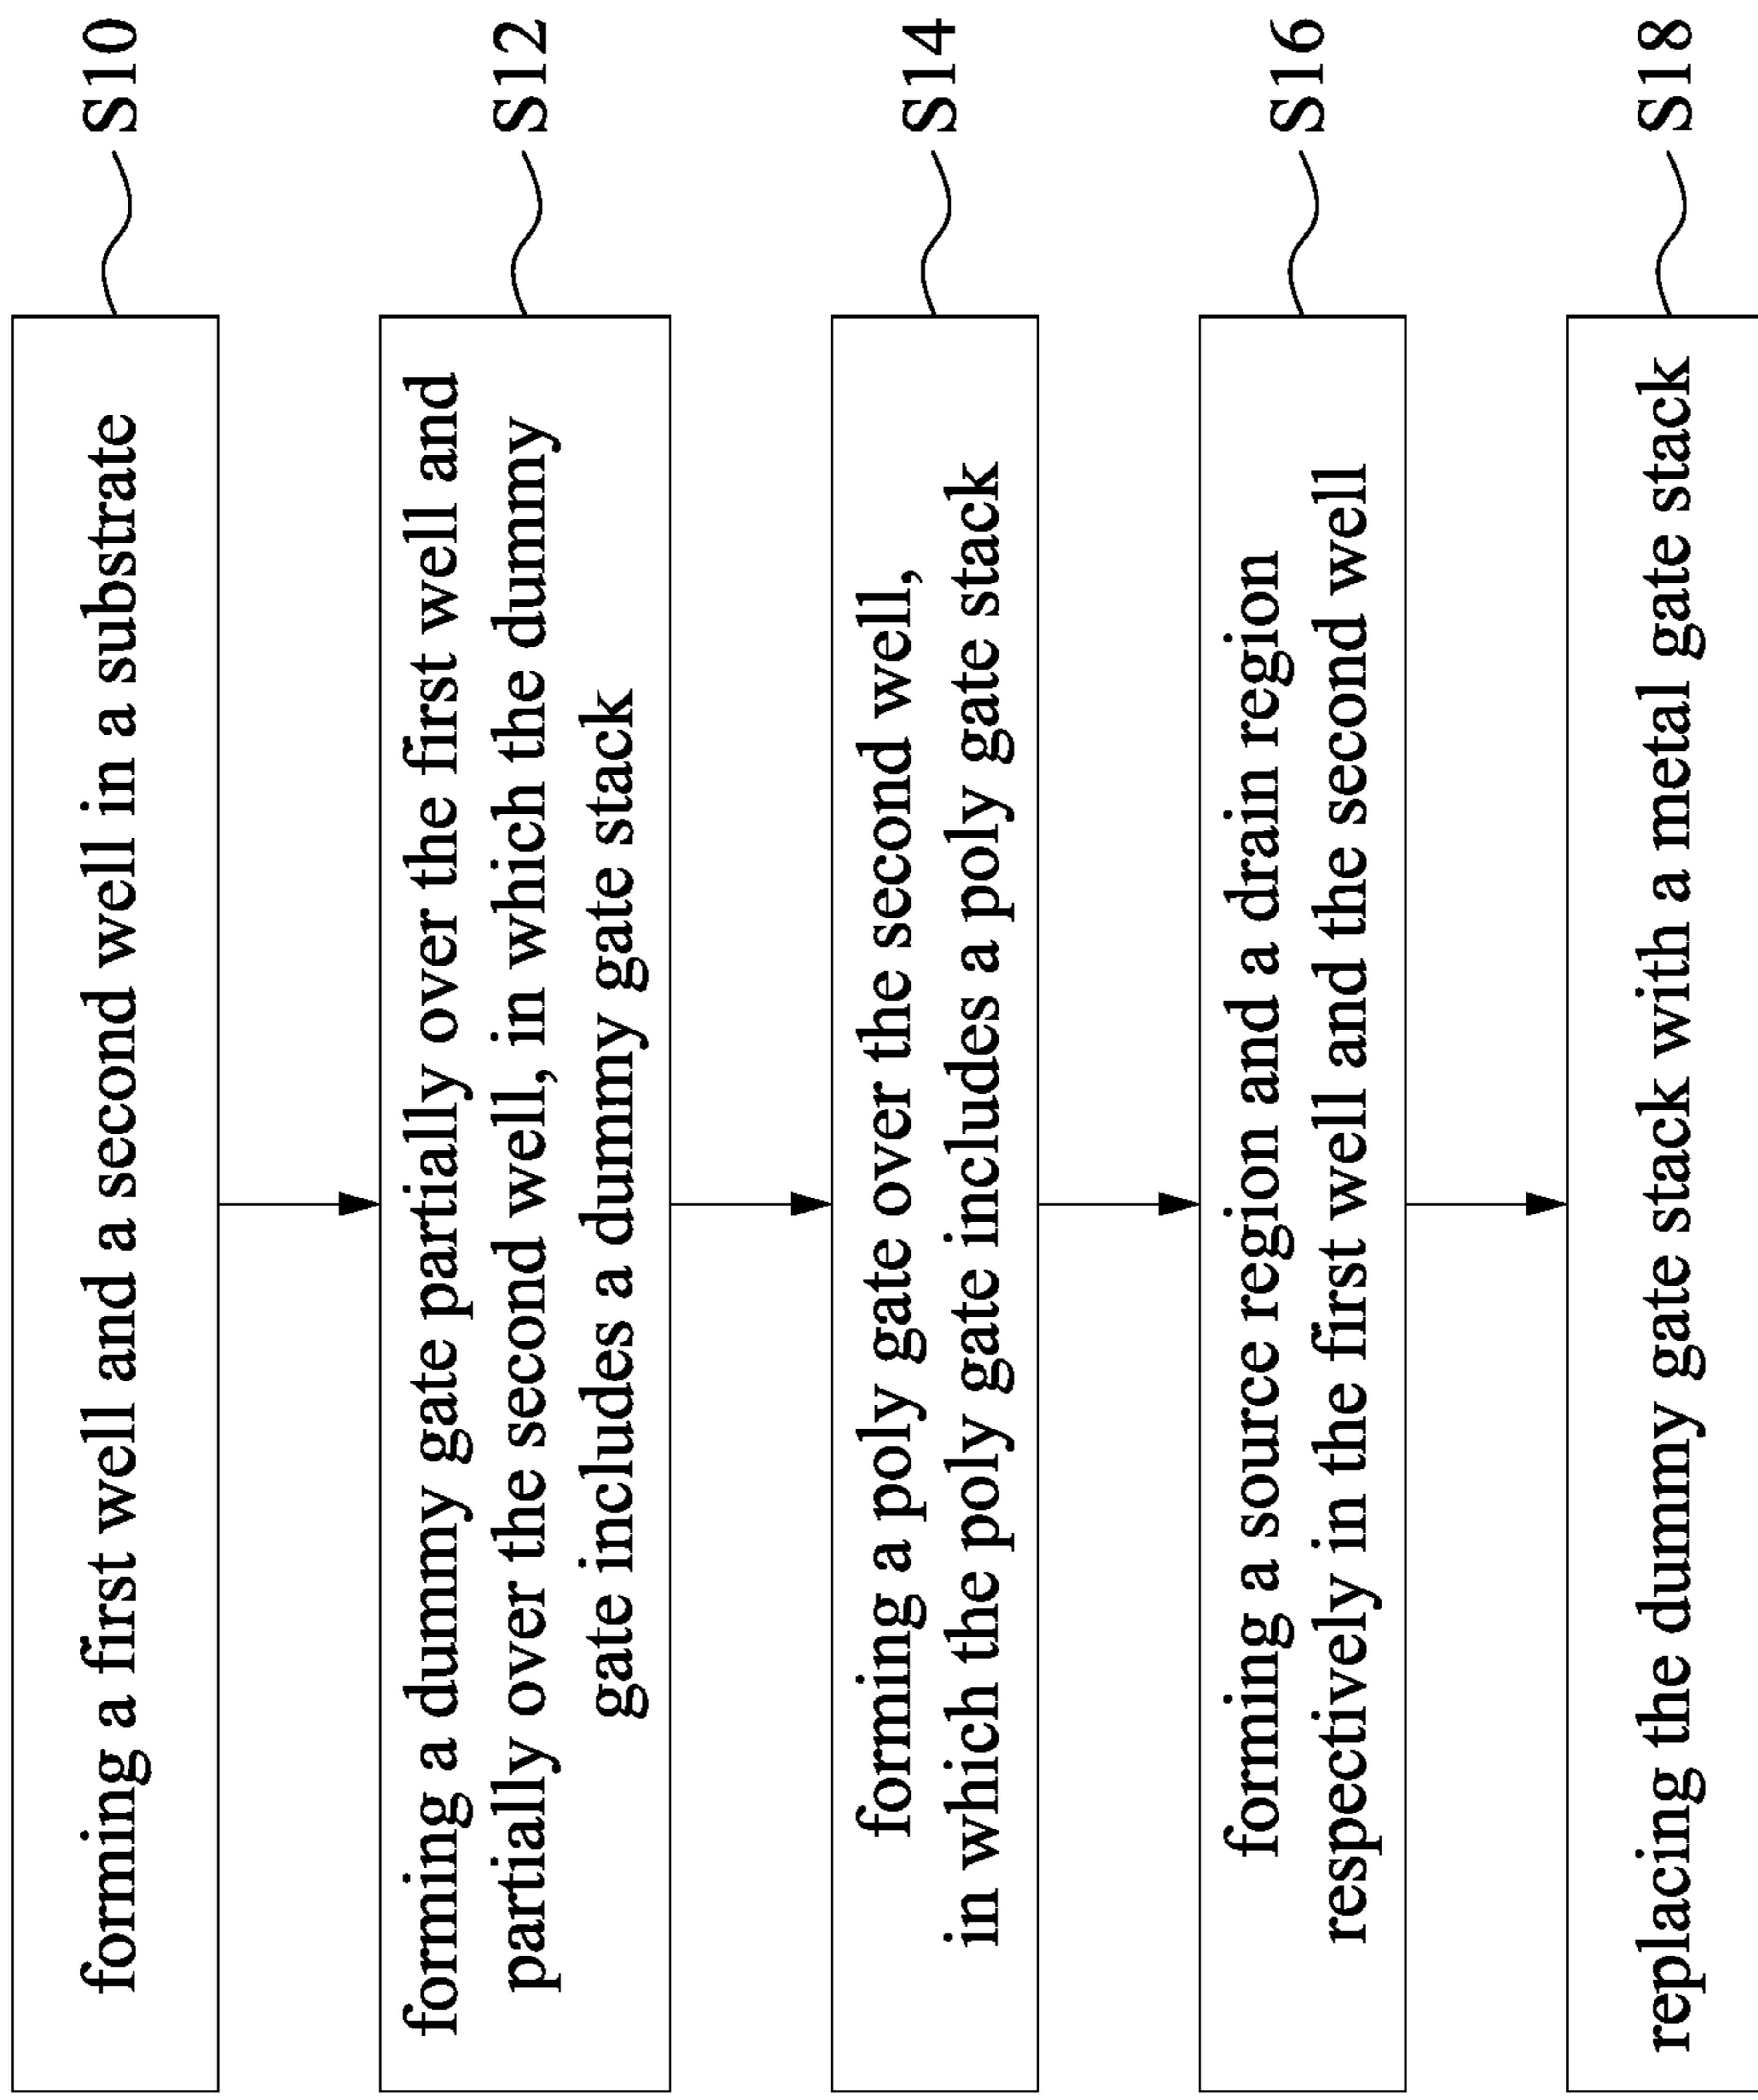 forming a first well and a second well in a substrate
S10
forming a dummy gate partially over the first well and
partially over the second well, in which the dummy
gate includes a dummy gate stack
S12
forming a poly gate over the second well,
in which the poly gate includes a poly gate stack
S14
forming a source region and a drain region
respectively in the first well and the second well
S16
replacing the dummy gate stack with a metal gate stack
S18